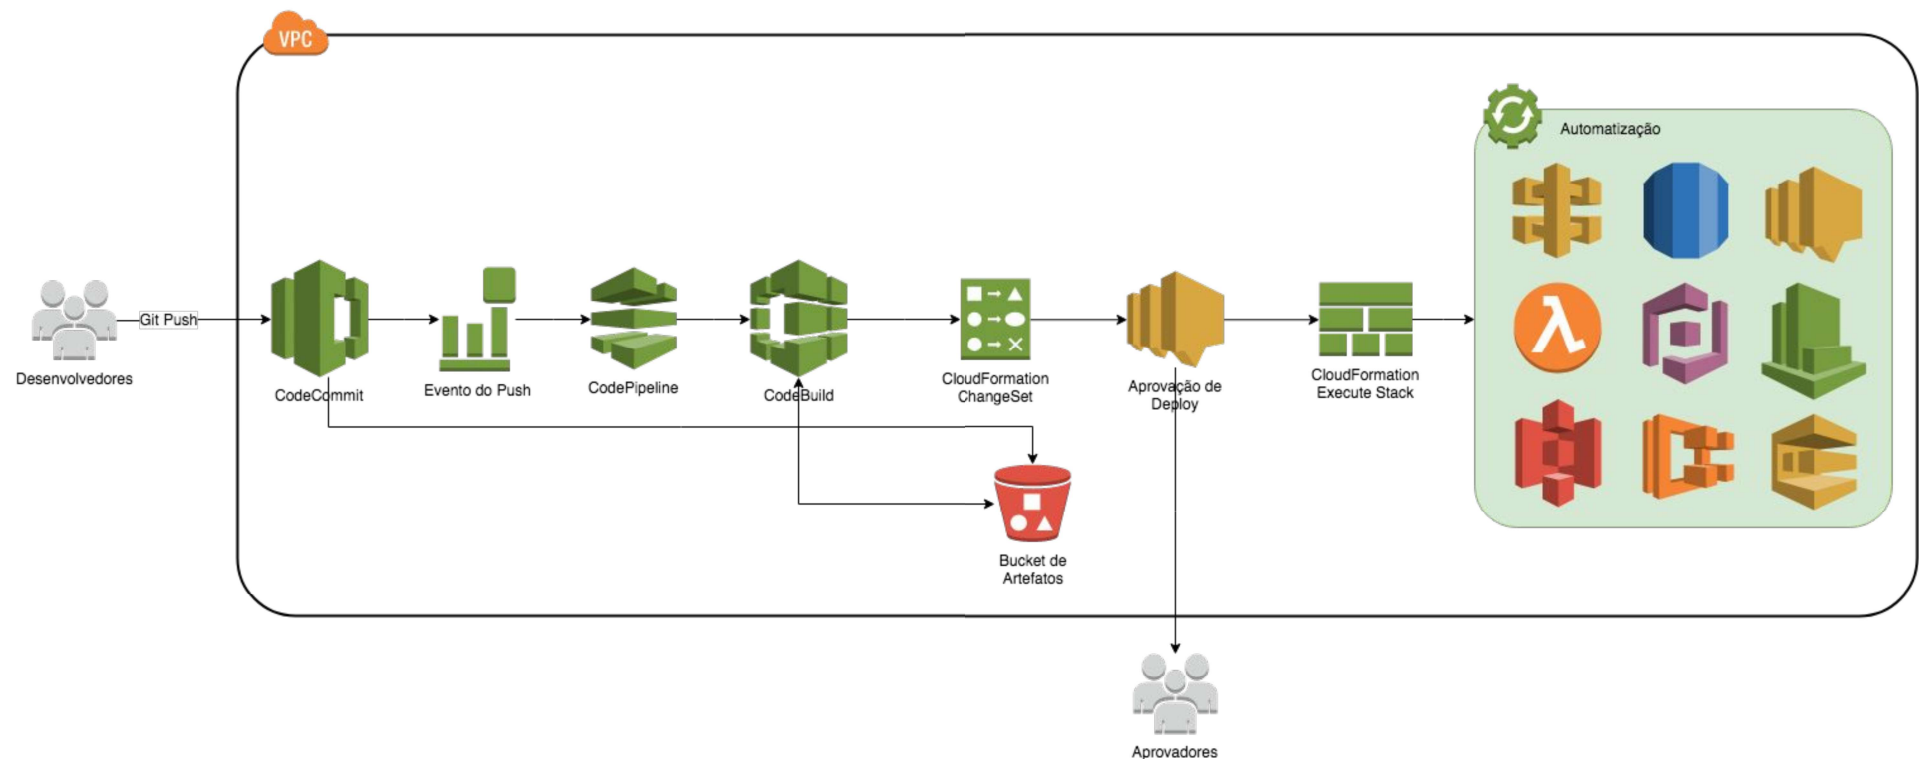 VPC
Automatização
Git Push
Desenvolvedores
CodeCommit
Evento do Push
CodePipeline
CodeBuild
CloudFormation
ChangeSet
Aprovação de
Deploy
CloudFormation
Execute Stack
Bucket de
Artefatos
Aprovadores